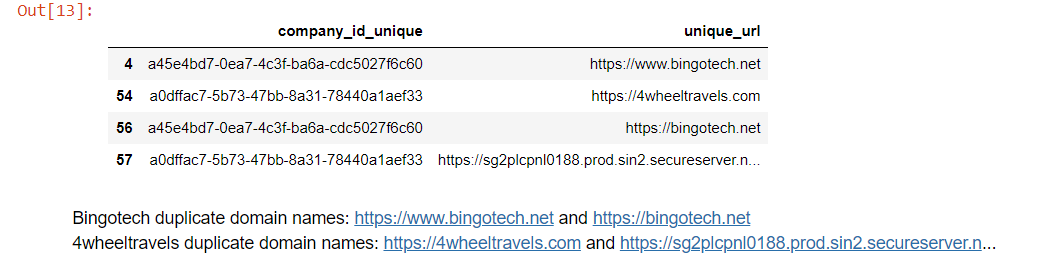 Out[13]:
company_id_unique unique_url
4 a45e4bd7-0ea7-4c3f-ba6a-cdc5027f6c60 https://www.bingotech.net
54 a0dffac7-5b73-47bb-8a31-78440a1aef33 https://4wheeltravels.com
56 a45e4bd7-0ea7-4c3f-ba6a-cdc5027f6c60 https://bingotech.net
57 a0dffac7-5b73-47bb-8a31-78440a1aef33 https://sg2plcpnl0188.prod.sin2.secureserver.n...
Bingotech duplicate domain names: https://www.bingotech.net and https://bingotech.net
4wheeltravels duplicate domain names: https://4wheeltravels.com and https://sg2plcpnl0188.prod.sin2.secureserver.n...